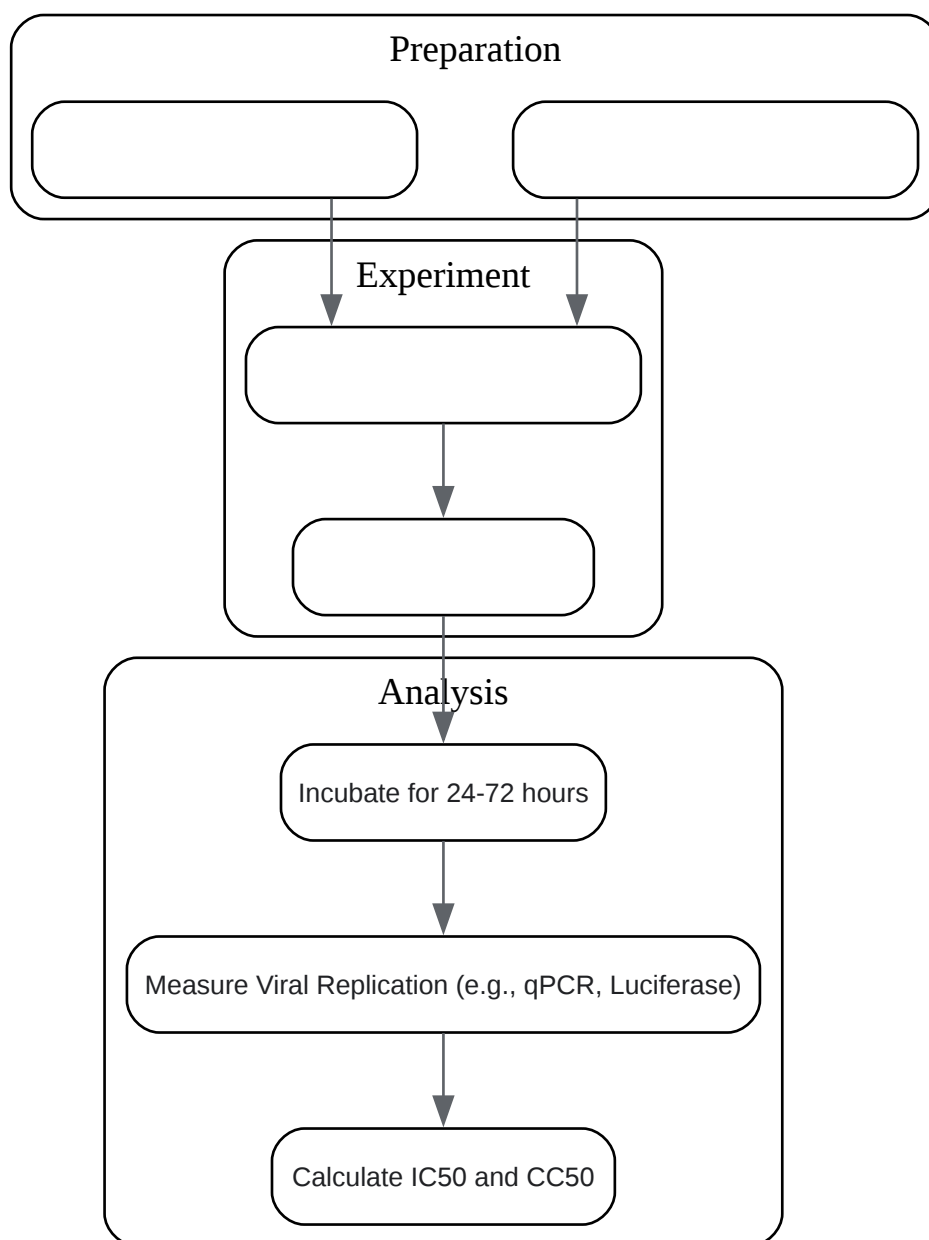 Preparation
Experiment
Analysis
Incubate for 24-72 hours
Measure Viral Replication (e.g., qPCR, Luciferase)
Calculate IC50 and CC50